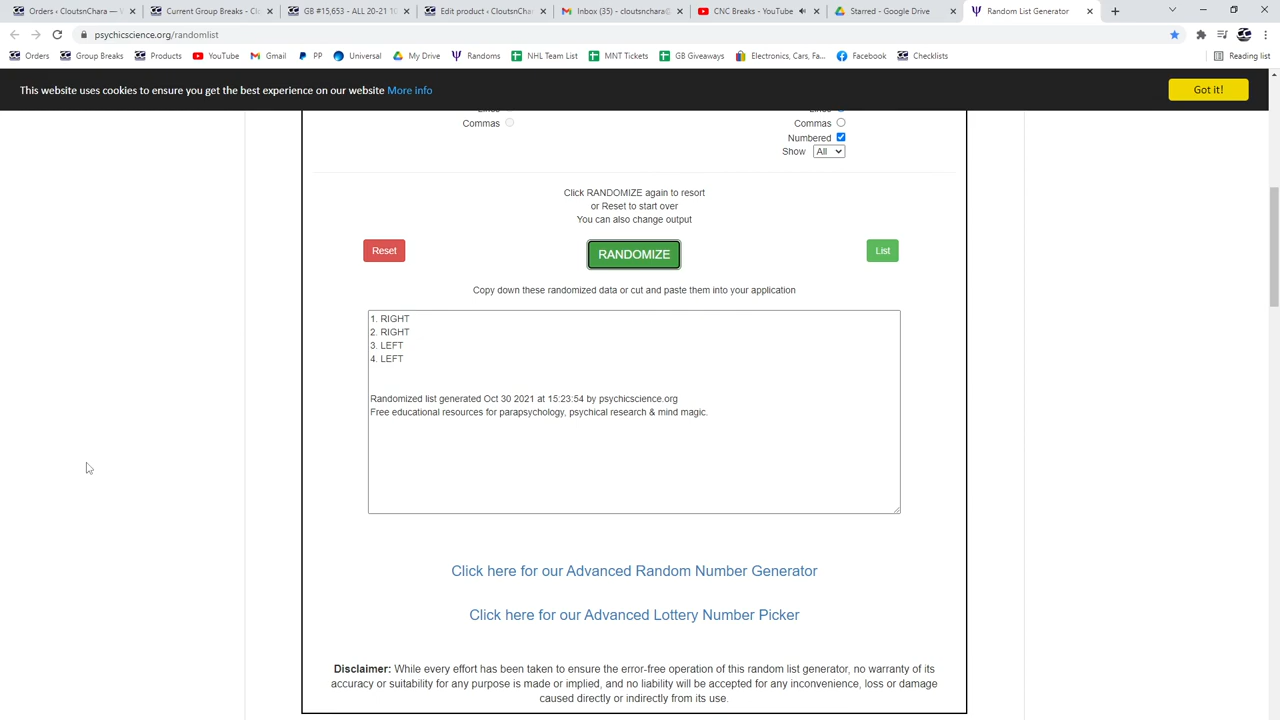 Orders ‹ CloutsnChara — W
Current Group Breaks - Cl
GB #15,653 - ALL 20-21 10
Edit product ‹ CloutsnChar
Inbox (35) - cloutsnchara@
CNC Breaks - YouTube
Starred - Google Drive
Random List Generator
psychicscience.org/randomlist
Orders
Group Breaks
Products
YouTube
Gmail
PP
Universal
My Drive
Randoms
NHL Team List
MNT Tickets
GB Giveaways
Electronics, Cars, Fa...
Facebook
Checklists
Reading list
This website uses cookies to ensure you get the best experience on our website More info
Got it!
Commas
Commas
Numbered
Show All
Click RANDOMIZE again to resort
or Reset to start over
You can also change output
Reset
RANDOMIZE
List
Copy down these randomized data or cut and paste them into your application
1. RIGHT
2. RIGHT
3. LEFT
4. LEFT
Randomized list generated Oct 30 2021 at 15:23:54 by psychicscience.org
Free educational resources for parapsychology, psychical research & mind magic.
Click here for our Advanced Random Number Generator
Click here for our Advanced Lottery Number Picker
Disclaimer: While every effort has been taken to ensure the error-free operation of this random list generator, no warranty of its
accuracy or suitability for any purpose is made or implied, and no liability will be accepted for any inconvenience, loss or damage
caused directly or indirectly from its use.